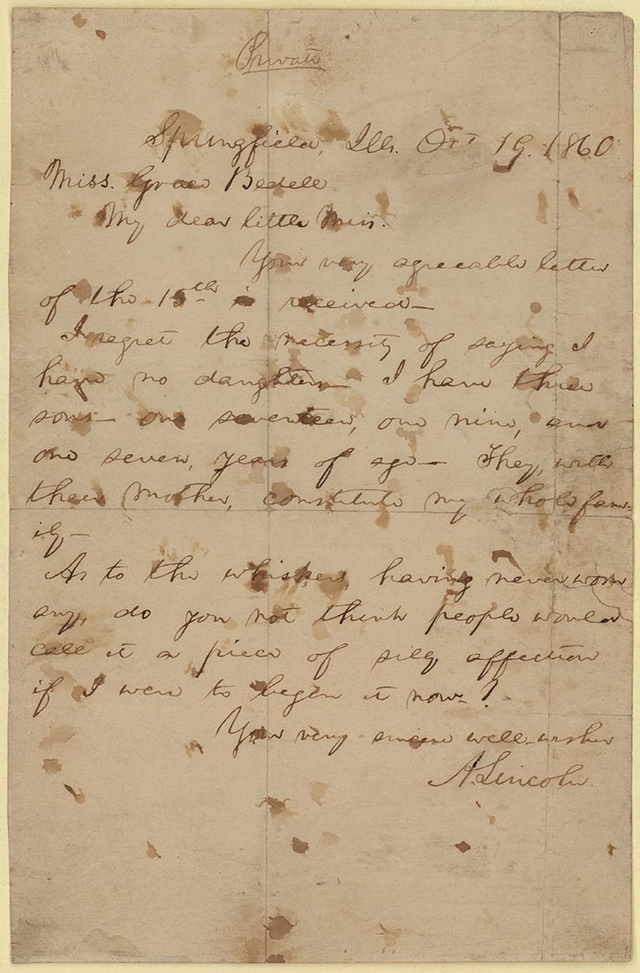 Private
Springfield, Ills. Oct 19. 1860
Miss. Grace Bedell
My dear little Miss.
Your very agreeable letter
of the 15th is received—
I regret the necessity of saying I
have no daughters— I have three
sons— one seventeen, one nine, and
one seven, years of age— They, with
their mother, constitute my whole fam-
ily—
As to the whiskers, having never worn
any, do you not think people would
call it a piece of silly affection
if I were to begin it now?
Your very sincere well-wisher
A. Lincoln.